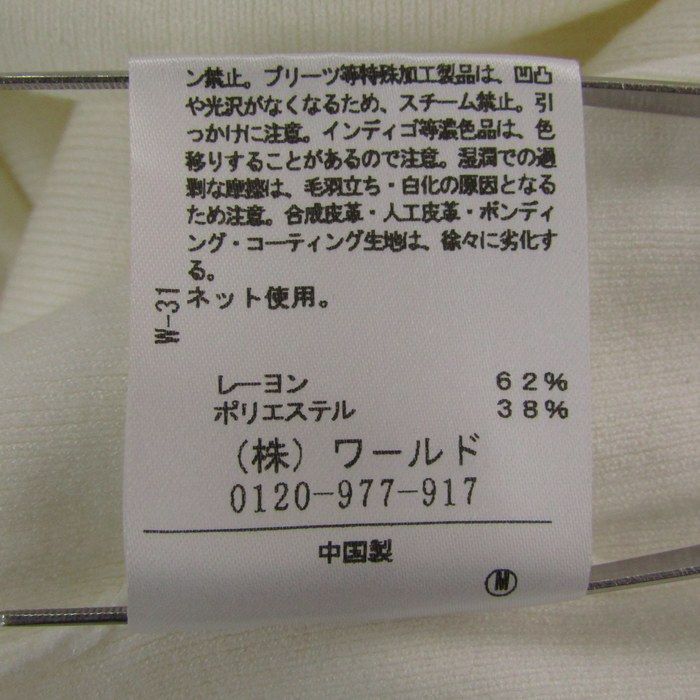 ン禁止。プリーツ等特殊加工製品は、凹凸
や光沢がなくなるため、スチーム禁止。引
っかけに注意。インディゴ等濃色品は、色
移りすることがあるので注意。湿潤での過
剰な摩擦は、毛羽立ち・白化の原因となる
ため注意。合成皮革・人工皮革・ボンディ
ング・コーティング生地は、徐々に劣化す
る。
ネット使用。
W-31
レーヨン 62%
ポリエステル 38%
（株）ワールド
0120-977-917
中国製
M